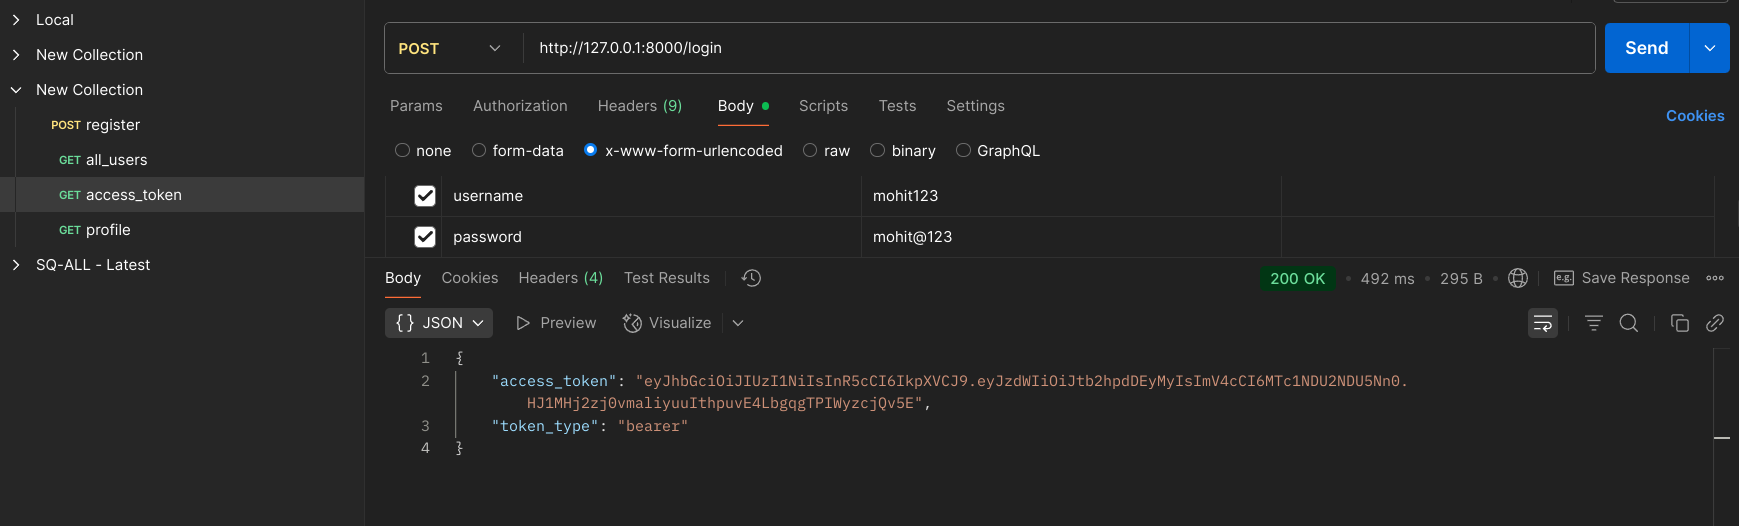 Local
New Collection
New Collection
POST register
GET all_users
GET access_token
GET profile
SQ-ALL - Latest
POST http://127.0.0.1:8000/login Send
Params Authorization Headers (9) Body Scripts Tests Settings Cookies
none form-data x-www-form-urlencoded raw binary GraphQL
username mohit123
password mohit@123
Body Cookies Headers (4) Test Results 200 OK 492 ms 295 B e.g. Save Response
{} JSON Preview Visualize
1 {
2 "access_token": "eyJhbGciOiJIUzI1NiIsInR5cCI6IkpXVCJ9.eyJzdWIiOiJtb2hpdDEyMyIsImV4cCI6MTc1NDU2NDU5Nn0.
HJ1MHj2zj0vmaliyuuIthpuvE4LbgqgTPIWyzcjQv5E",
3 "token_type": "bearer"
4 }